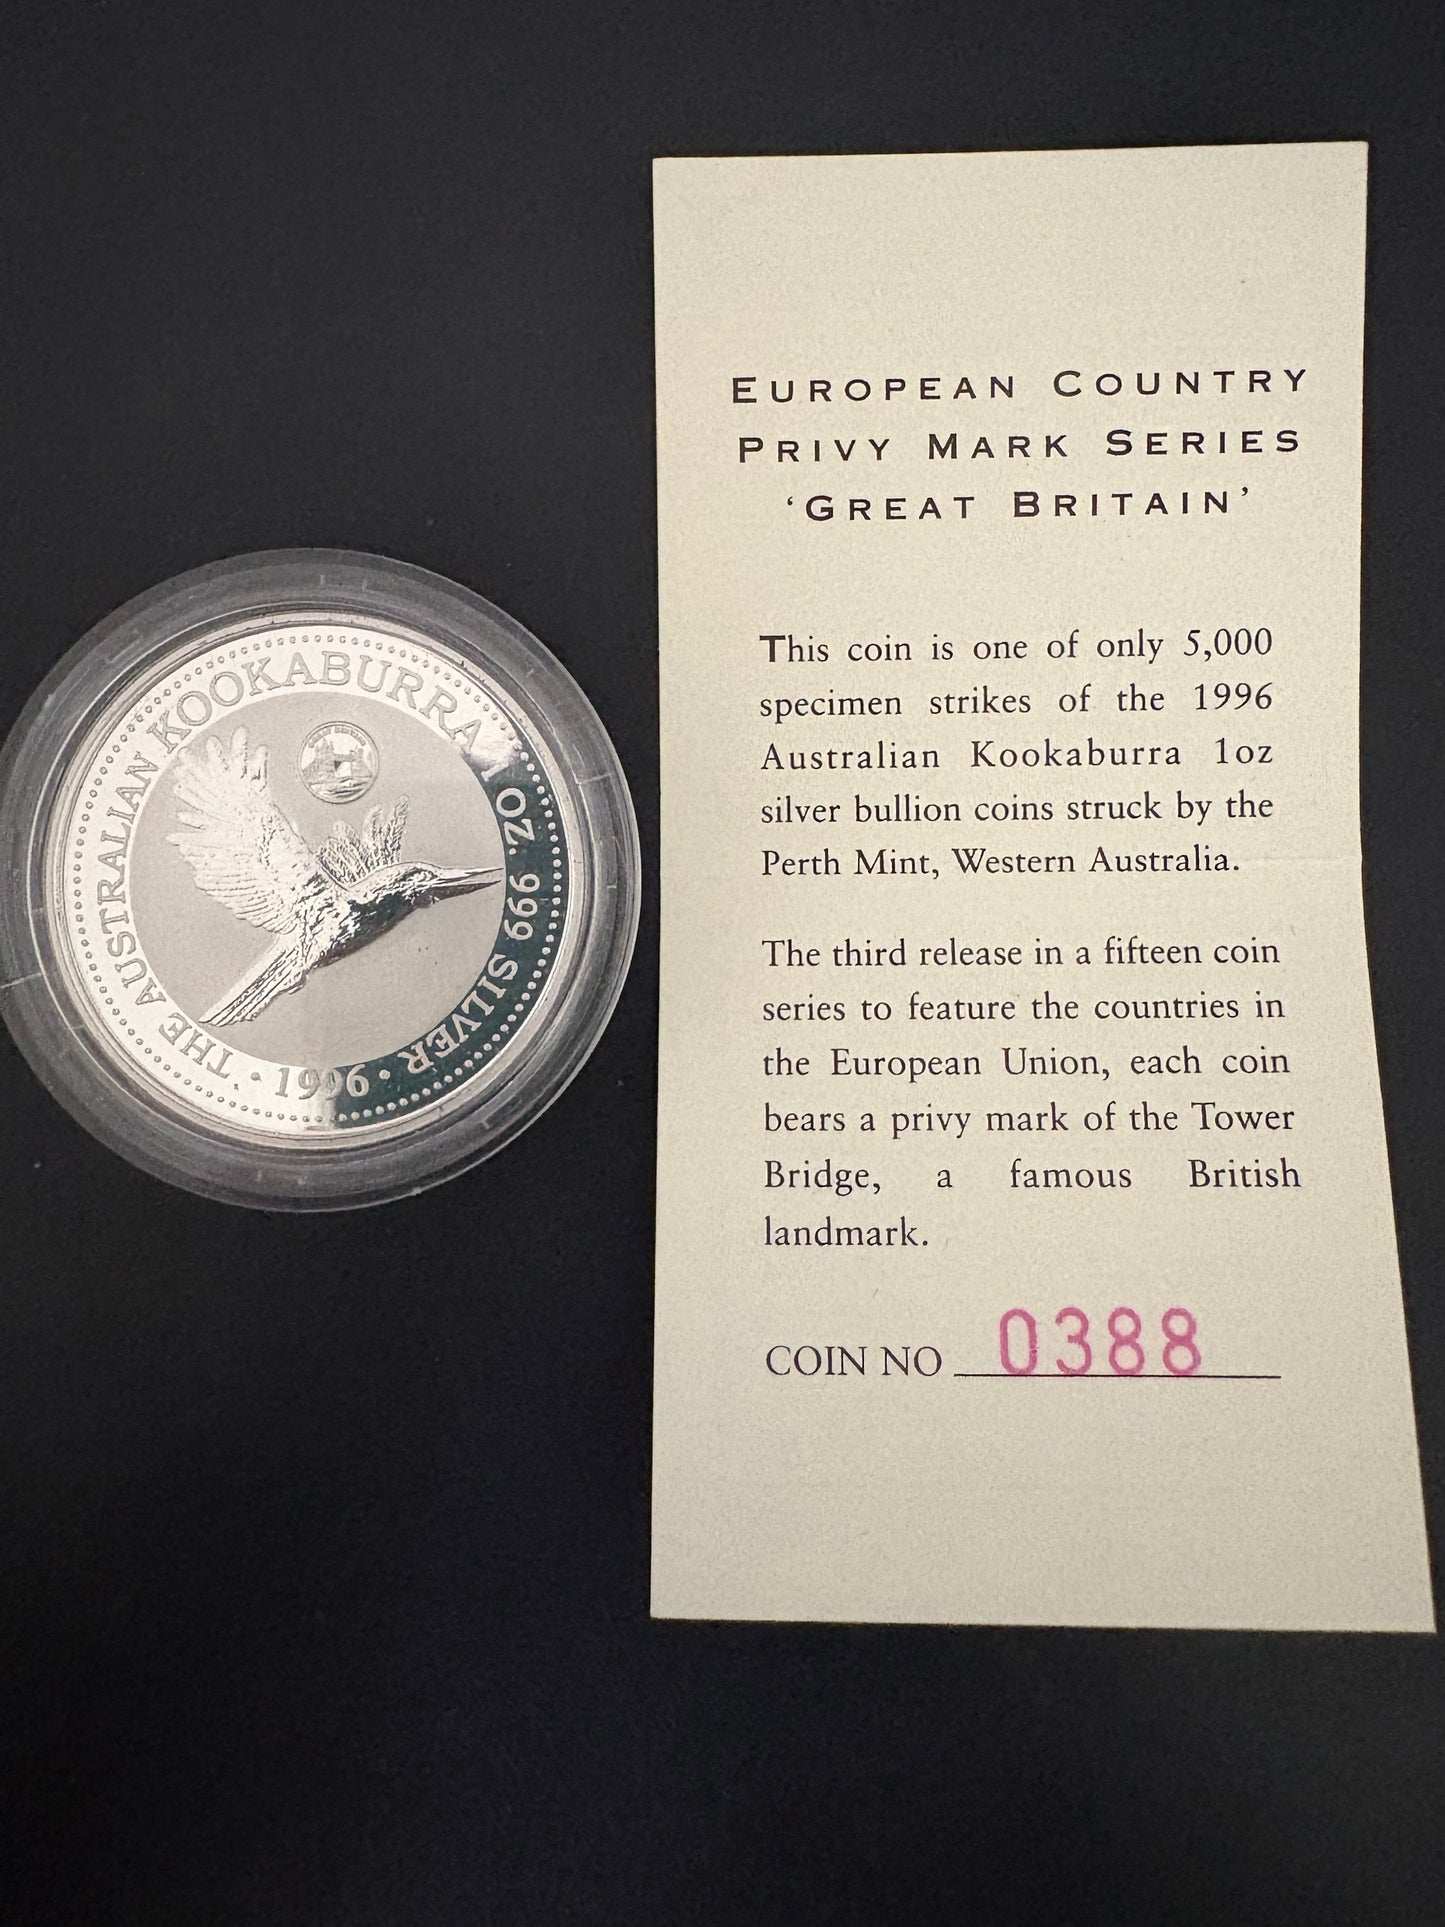 THE AUSTRALIAN KOOKABURRA 1 OZ. 999 SILVER
• 1996 •
GREAT BRITAIN
EUROPEAN COUNTRY
PRIVY MARK SERIES
‘GREAT BRITAIN’
This coin is one of only 5,000
specimen strikes of the 1996
Australian Kookaburra 1oz
silver bullion coins struck by the
Perth Mint, Western Australia.
The third release in a fifteen coin
series to feature the countries in
the European Union, each coin
bears a privy mark of the Tower
Bridge, a famous British
landmark.
COIN NO 0388